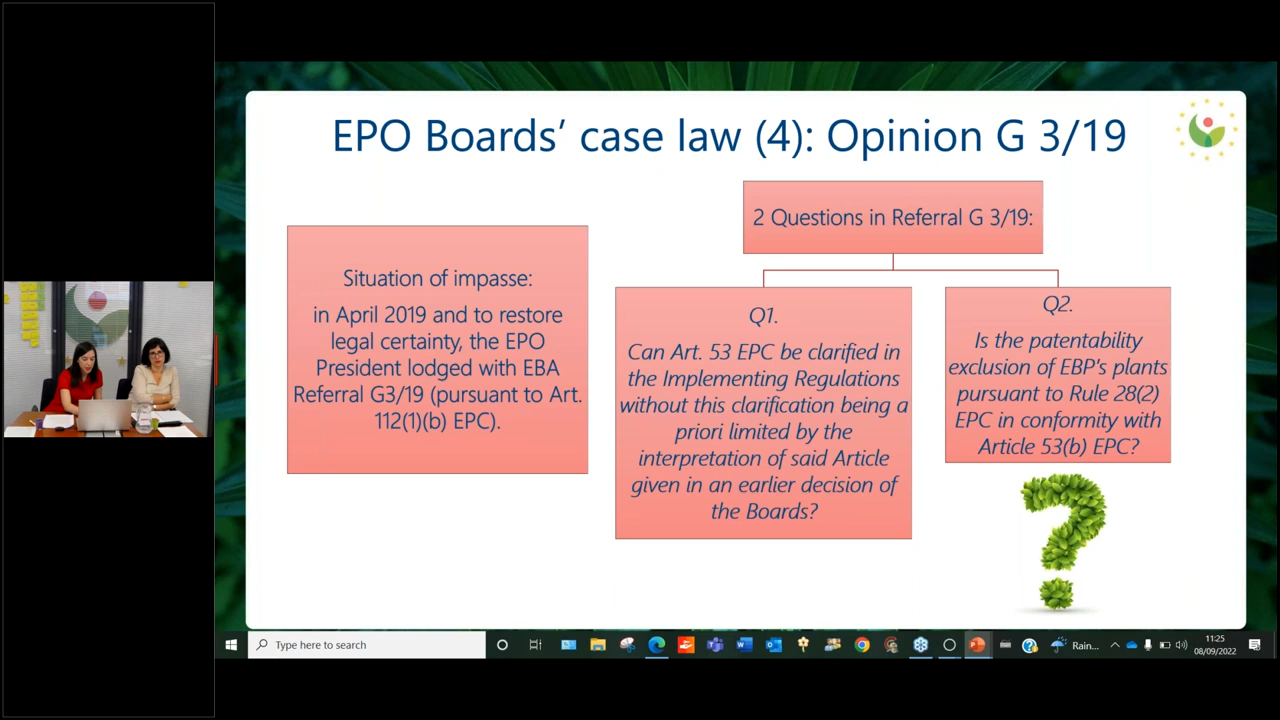 EPO Boards’ case law (4): Opinion G 3/19
Situation of impasse:
in April 2019 and to restore
legal certainty, the EPO
President lodged with EBA
Referral G3/19 (pursuant to Art.
112(1)(b) EPC).
2 Questions in Referral G 3/19:
Q1.
Can Art. 53 EPC be clarified in
the Implementing Regulations
without this clarification being a
priori limited by the
interpretation of said Article
given in an earlier decision of
the Boards?
Q2.
Is the patentability
exclusion of EBP's plants
pursuant to Rule 28(2)
EPC in conformity with
Article 53(b) EPC?
Type here to search
Rain...
11:25
08/09/2022